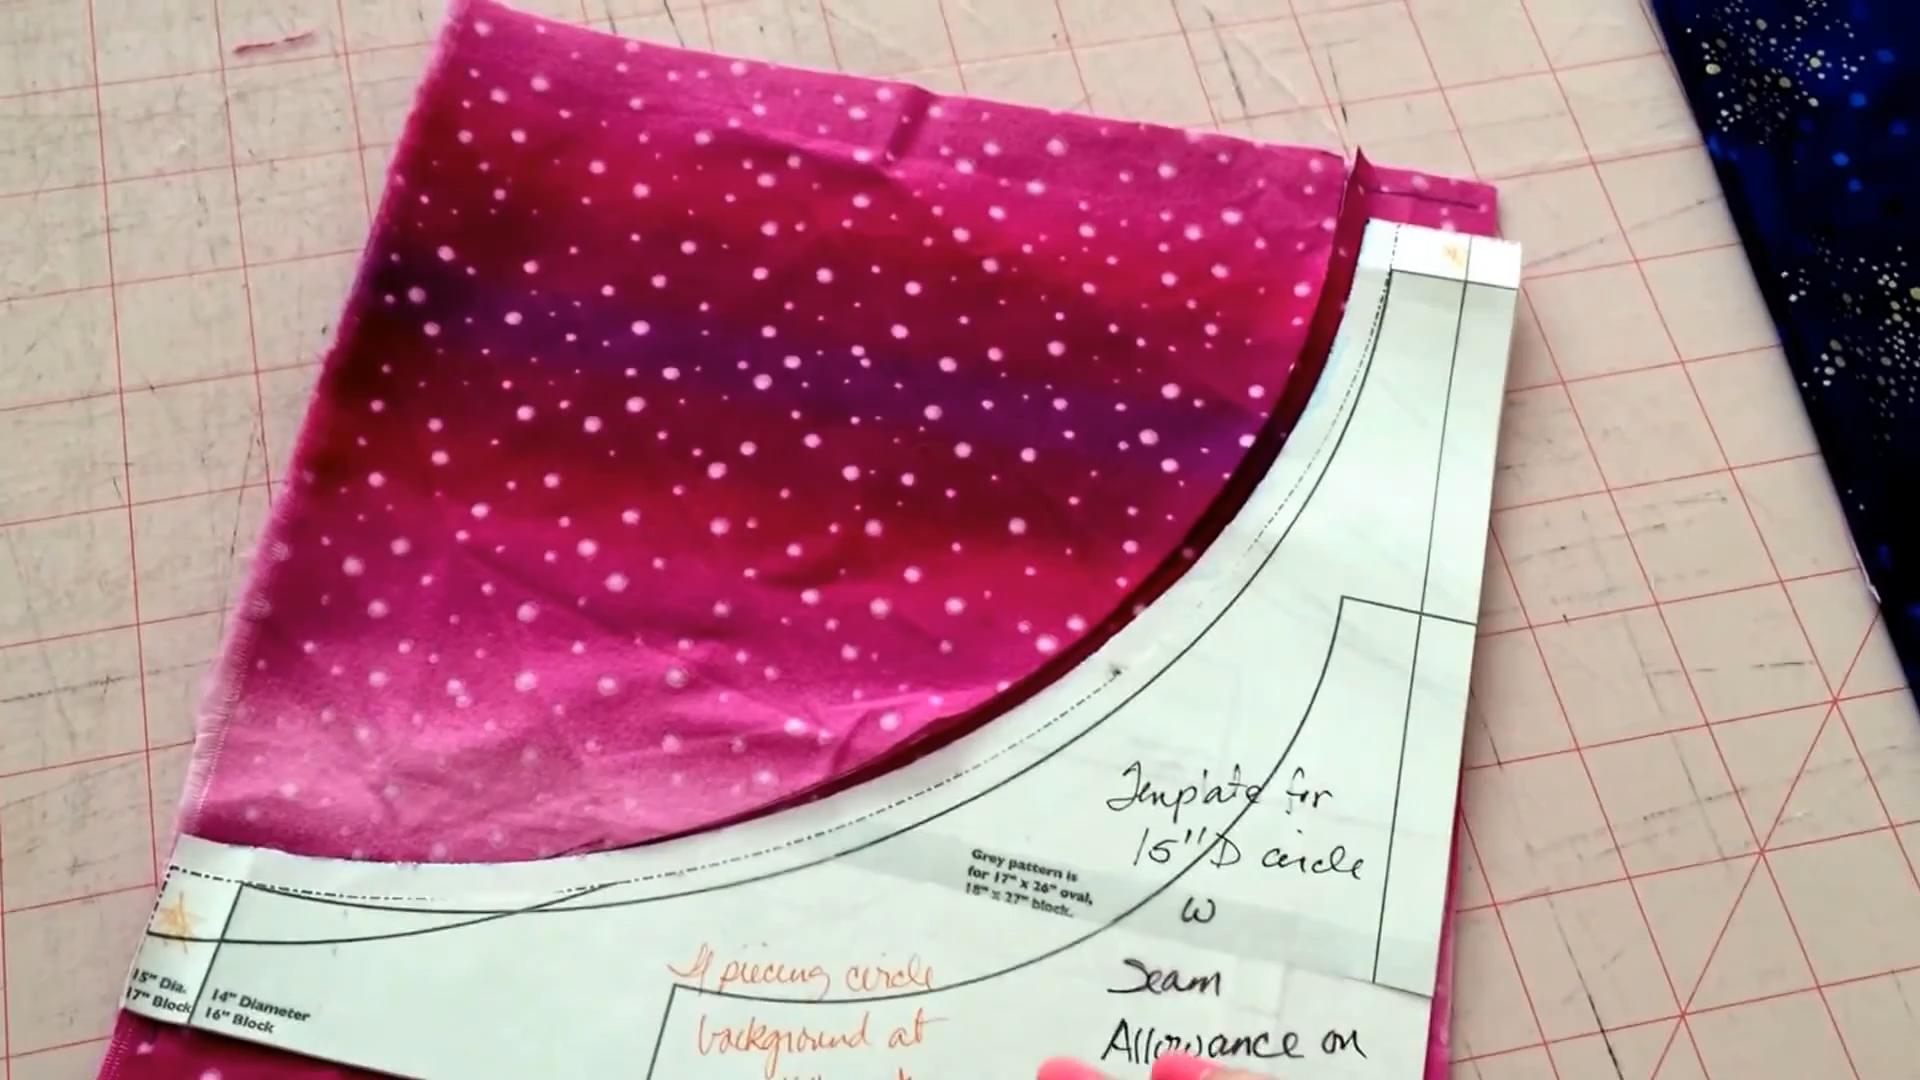 Template for
15" D circle
w
Seam
Allowance on
Grey pattern is
for 17" x 26" oval,
18" x 27" block.
If piecing circle
background at
15" Dia.
17" Block
14" Diameter
16" Block